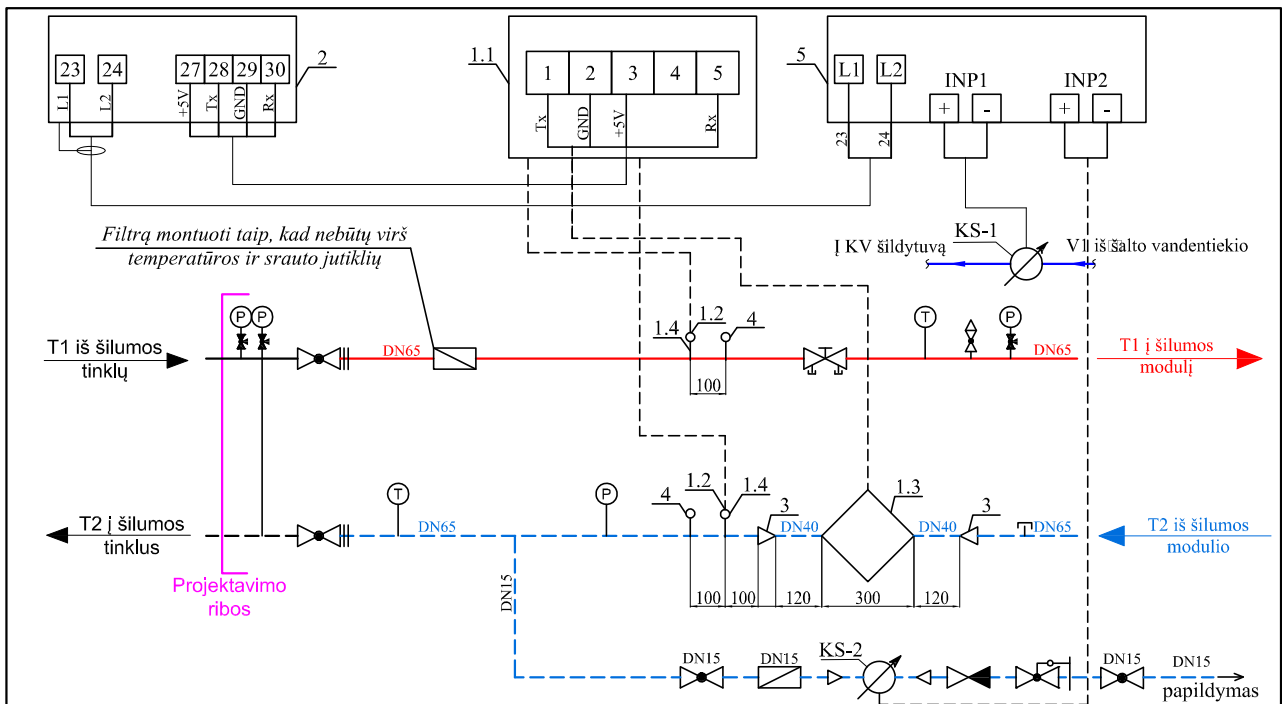 23 24 27 28 29 30 2
L1 L2 +5V Tx GND Rx
1.1
1 2 3 4 5
Tx GND +5V Rx
5 L1 L2 INP1 INP2
+ - + -
23 24
Filtrą montuoti taip, kad nebūtų virš
temperatūros ir srauto jutiklių
KS-1
Į KV šildytuvą
V1 iš šalto vandentiekio
P P
1.2
1.4
4
T P
T1 iš šilumos
tinklų
DN65
DN65
T1 į šilumos
modulį
100
T
P
4
1.2
1.4
3
1.3
3
T2 į šilumos
tinklus
DN65
DN40
DN40
DN65
T2 iš šilumos
modulio
Projektavimo
ribos
100 100 120 300 120
DN15
DN15
DN15
KS-2
DN15
DN15
papildymas